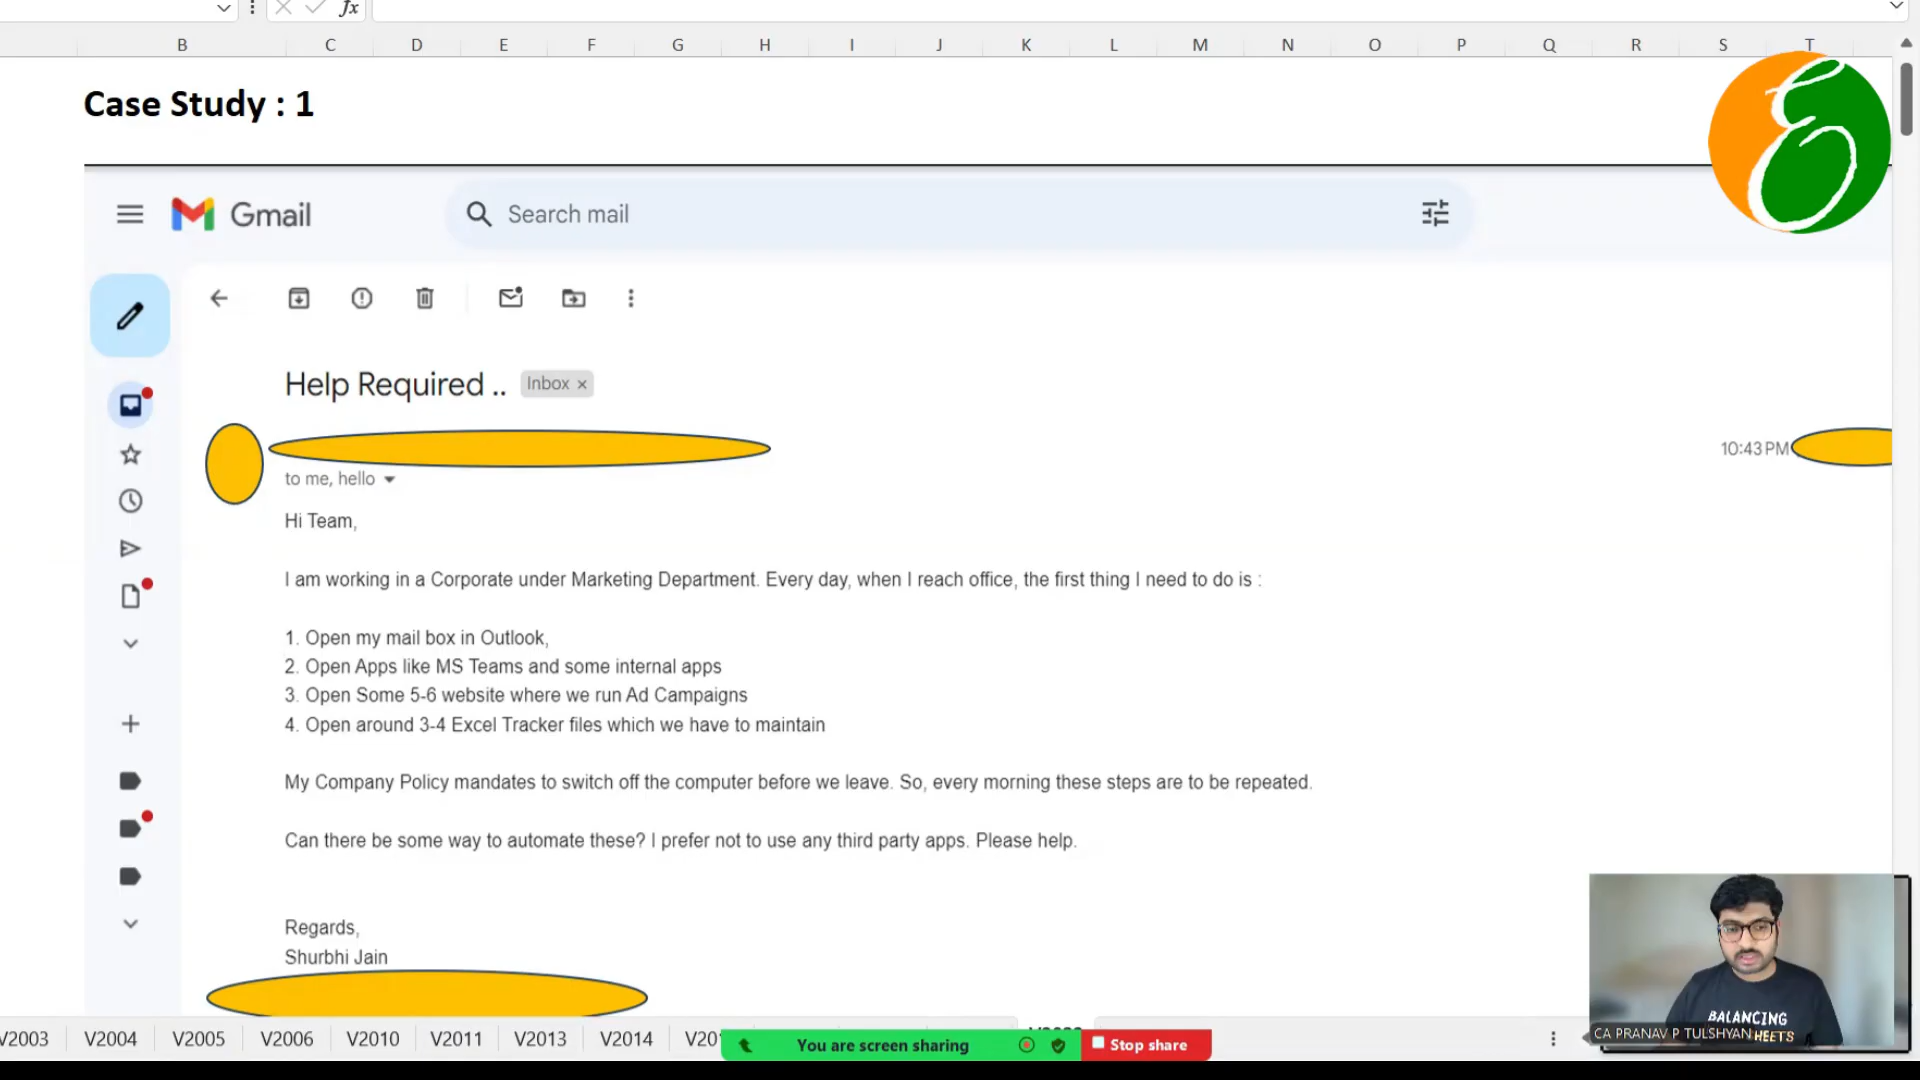 fx
B C D E F G H I J K L M N O P Q R S T
Case Study : 1
Gmail
Search mail
Help Required ..
Inbox ×
10:43 PM
to me, hello
Hi Team,
I am working in a Corporate under Marketing Department. Every day, when I reach office, the first thing I need to do is :
1. Open my mail box in Outlook,
2. Open Apps like MS Teams and some internal apps
3. Open Some 5-6 website where we run Ad Campaigns
4. Open around 3-4 Excel Tracker files which we have to maintain
My Company Policy mandates to switch off the computer before we leave. So, every morning these steps are to be repeated.
Can there be some way to automate these? I prefer not to use any third party apps. Please help.
Regards,
Shurbhi Jain
BALANCING
HEETS
CA PRANAV P TULSHYAN
V2003 V2004 V2005 V2006 V2010 V2011 V2013 V2014
You are screen sharing
Stop share